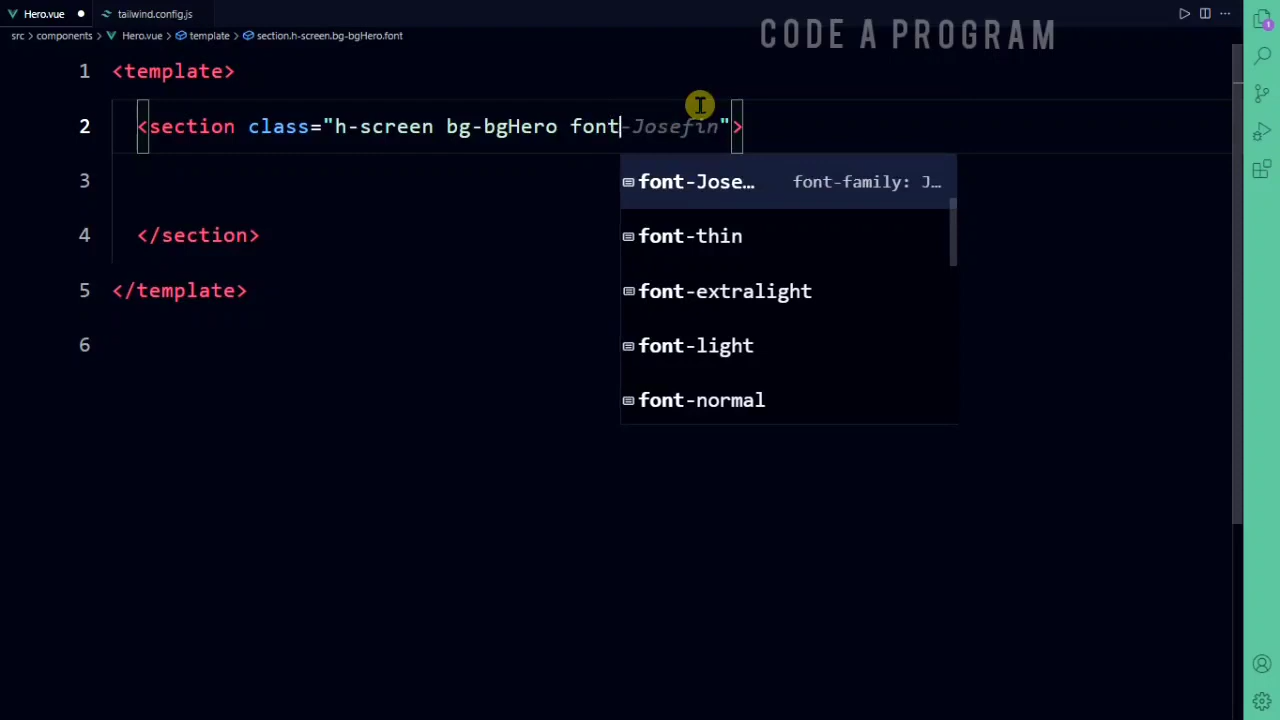 Hero.vue
tailwind.config.js
src > components > Hero.vue > template > section.h-screen.bg-bgHero.font
CODE A PROGRAM
1 <template>
2 <section class="h-screen bg-bgHero font-Josefin">
font-Jose… font-family: J…
3
font-thin
4 </section>
font-extralight
5 </template>
font-light
6
font-normal
1